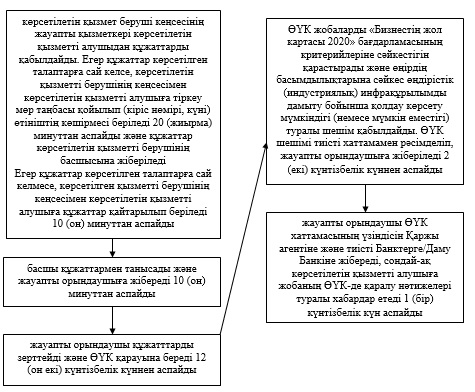 көрсетілетін қызмет беруші кеңсесінің
жауапты қызметкері көрсетілетін
қызметті алушыдан құжаттарды
қабылдайды. Егер құжаттар көрсетілген
талаптарға сай келсе, көрсетілетін
қызметті берушінің кеңсесімен
көрсетілетін қызметті алушыға тіркеу
мөр таңбасы қойылып (кіріс нөмірі, күні)
өтініштің көшірмесі беріледі 20 (жиырма)
минуттан аспайды және құжаттар
көрсетілетін қызметті берушінің
басшысына жіберіледі
Егер құжаттар көрсетілген талаптарға сай
келмесе, көрсетілген қызметті берушінің
кеңсесімен көрсетілетін қызметті
алушыға құжаттар қайтарылып беріледі
10 (он) минуттан аспайды
басшы құжаттармен танысады және
жауапты орындаушыға жібереді 10 (он)
минуттан аспайды
жауапты орындаушы құжатттарды
зерттейді және ӨҮК қарауына береді 12
(он екі) күнтізбелік күннен аспайды
ӨҮК жобаларды «Бизнестің жол
картасы 2020» бағдарламасының
критерийлеріне сәйкестігін
қарастырады және өңірдің
басымдылықтарына сәйкес өндірістік
(индустриялық) инфрақұрылымды
дамыту бойынша қолдау көрсету
мүмкіндігі (немесе мүмкін еместігі)
туралы шешім қабылдайды. ӨҮК
шешімі тиісті хаттамамен ресімделіп,
жауапты орындаушыға жіберіледі 2
(екі) күнтізбелік күннен аспайды
жауапты орындаушы ӨҮК
хаттамасының үзіндісін Қаржы
агентіне және тиісті Банктерге/Даму
Банкіне жібереді, сондай-ақ
көрсетілетін қызметті алушыға
жобаның ӨҮК-де қаралу нәтижелері
туралы хабардар етеді 1 (бір)
күнтізбелік күн аспайды